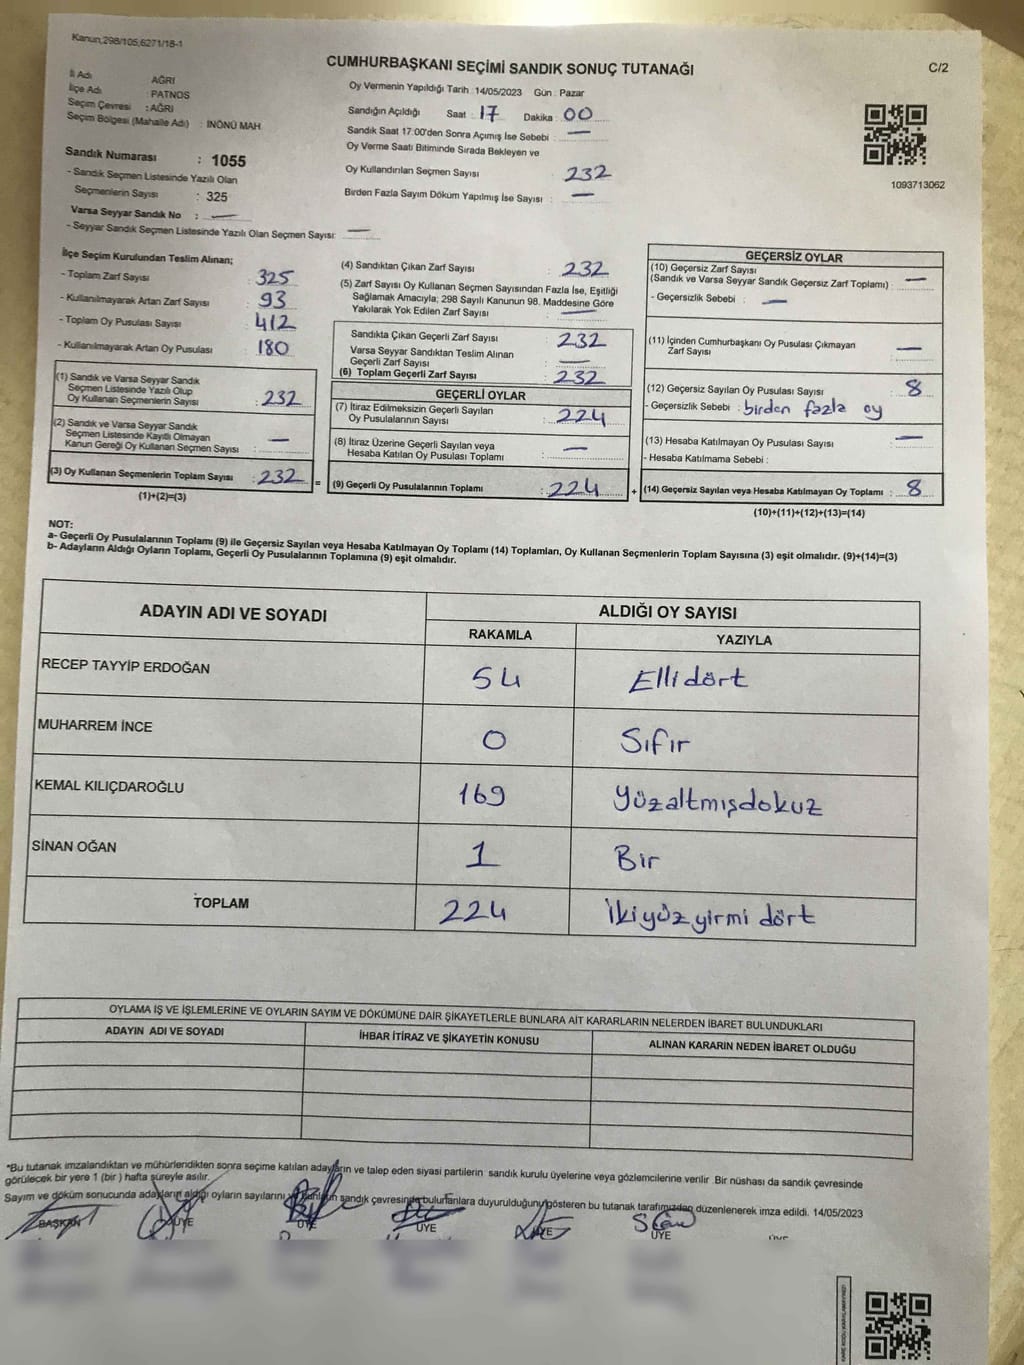 Kanun,298/105,6271/18-1
CUMHURBAŞKANI SEÇİMİ SANDIK SONUÇ TUTANAĞI
C/2
İl Adı AĞRI
İlçe Adı PATNOS
Seçim Çevresi : AĞRI
Seçim Bölgesi (Mahalle Adı) : İNÖNÜ MAH.
Sandık Numarası : 1055
- Sandık Seçmen Listesinde Yazılı Olan
Seçmenlerin Sayısı : 325
Varsa Seyyar Sandık No : —
- Seyyar Sandık Seçmen Listesinde Yazılı Olan Seçmen Sayısı: —
Oy Vermenin Yapıldığı Tarih : 14/05/2023 Gün : Pazar
Sandığın Açıldığı Saat : 17 Dakika : 00
Sandık Saat 17:00'den Sonra Açımış İse Sebebi : —
Oy Verme Saati Bitiminde Sırada Bekleyen ve
Oy Kullandırılan Seçmen Sayısı : 232
Birden Fazla Sayım Döküm Yapılmış İse Sayısı : —
1093713062
İlçe Seçim Kurulundan Teslim Alınan;
- Toplam Zarf Sayısı : 325
- Kullanılmayarak Artan Zarf Sayısı : 93
- Toplam Oy Pusulası Sayısı : 412
- Kullanılmayarak Artan Oy Pusulası : 180
(1) Sandık ve Varsa Seyyar Sandık
Seçmen Listesinde Yazılı Olup
Oy Kullanan Seçmenlerin Sayısı : 232
(2) Sandık ve Varsa Seyyar Sandık
Seçmen Listesinde Kayıtlı Olmayan
Kanun Gereği Oy Kullanan Seçmen Sayısı : —
(3) Oy Kullanan Seçmenlerin Toplam Sayısı : 232 =
(1)+(2)=(3)
(4) Sandıktan Çıkan Zarf Sayısı : 232
(5) Zarf Sayısı Oy Kullanan Seçmen Sayısından Fazla İse, Eşitliği
Sağlamak Amacıyla; 298 Sayılı Kanunun 98. Maddesine Göre
Yakılarak Yok Edilen Zarf Sayısı : —
Sandıkta Çıkan Geçerli Zarf Sayısı : 232
Varsa Seyyar Sandıktan Teslim Alınan
Geçerli Zarf Sayısı : —
(6) Toplam Geçerli Zarf Sayısı : 232
GEÇERLİ OYLAR
(7) İtiraz Edilmeksizin Geçerli Sayılan
Oy Pusulalarının Sayısı : 224
(8) İtiraz Üzerine Geçerli Sayılan veya
Hesaba Katılan Oy Pusulası Toplamı : —
(9) Geçerli Oy Pusulalarının Toplamı : 224 +
GEÇERSİZ OYLAR
(10) Geçersiz Zarf Sayısı
(Sandık ve Varsa Seyyar Sandık Geçersiz Zarf Toplamı) : —
- Geçersizlik Sebebi : —
(11) İçinden Cumhurbaşkanı Oy Pusulası Çıkmayan
Zarf Sayısı : —
(12) Geçersiz Sayılan Oy Pusulası Sayısı : 8
- Geçersizlik Sebebi : birden fazla oy
(13) Hesaba Katılmayan Oy Pusulası Sayısı : —
- Hesaba Katılmama Sebebi :
(14) Geçersiz Sayılan veya Hesaba Katılmayan Oy Toplamı : 8
(10)+(11)+(12)+(13)=(14)
NOT:
a- Geçerli Oy Pusulalarının Toplamı (9) ile Geçersiz Sayılan veya Hesaba Katılmayan Oy Toplamı (14) Toplamları, Oy Kullanan Seçmenlerin Toplam Sayısına (3) eşit olmalıdır. (9)+(14)=(3)
b- Adayların Aldığı Oyların Toplamı, Geçerli Oy Pusulalarının Toplamına (9) eşit olmalıdır.
ADAYIN ADI VE SOYADI ALDIĞI OY SAYISI
RAKAMLA YAZIYLA
RECEP TAYYİP ERDOĞAN 54 Ellidört
MUHARREM İNCE 0 Sıfır
KEMAL KILIÇDAROĞLU 169 Yüzaltmışdokuz
SİNAN OĞAN 1 Bir
TOPLAM 224 İkiyüzyirmi dört
OYLAMA İŞ VE İŞLEMLERİNE VE OYLARIN SAYIM VE DÖKÜMÜNE DAİR ŞİKAYETLERLE BUNLARA AİT KARARLARIN NELERDEN İBARET BULUNDUKLARI
ADAYIN ADI VE SOYADI İHBAR İTİRAZ VE ŞİKAYETİN KONUSU ALINAN KARARIN NEDEN İBARET OLDUĞU
*Bu tutanak imzalandıktan ve mühürlendikten sonra seçime katılan adayların ve talep eden siyasi partilerin sandık kurulu üyelerine veya gözlemcilerine verilir. Bir nüshası da sandık çevresinde
görülecek bir yere 1 (bir ) hafta süreyle asılır.
Sayım ve döküm sonucunda adayların aldığı oyların sayılarını ve bunların sandık çevresinde bulunanlara duyurulduğunu gösteren bu tutanak tarafımızdan düzenlenerek imza edildi. 14/05/2023
BAŞKAN ÜYE ÜYE ÜYE ÜYE ÜYE ÜYE